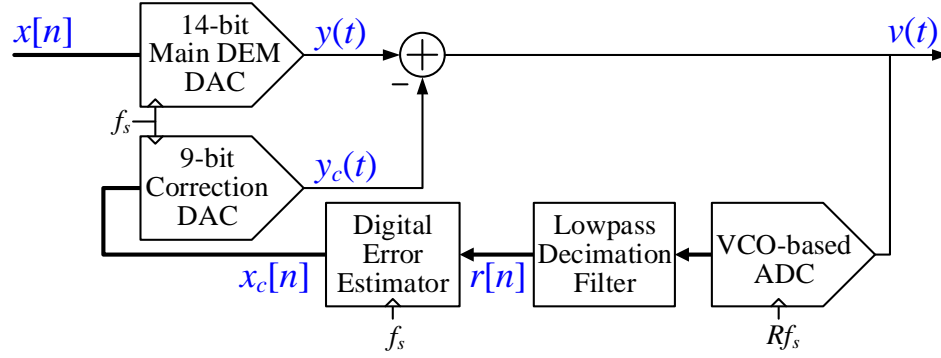 x[n]
14-bit
Main DEM
DAC
y(t)
+
−
v(t)
f_s
9-bit
Correction
DAC
y_c(t)
x_c[n]
Digital
Error
Estimator
f_s
r[n]
Lowpass
Decimation
Filter
VCO-based
ADC
Rf_s